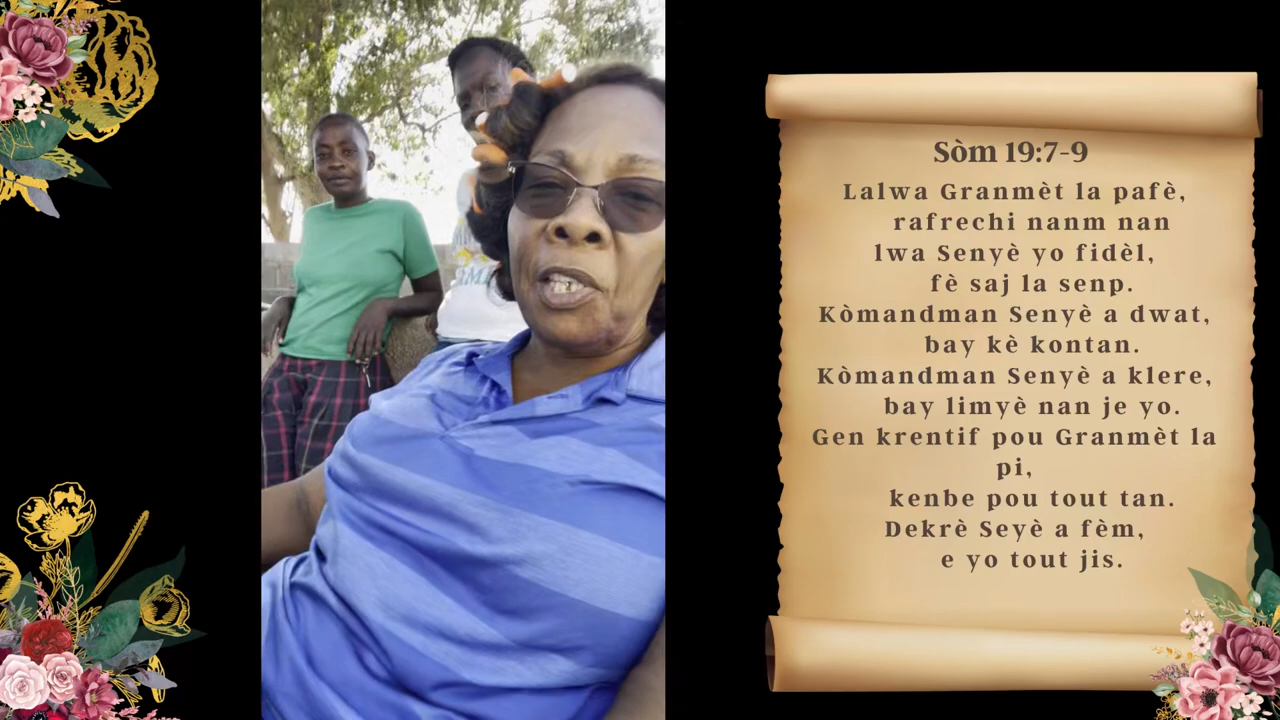 Sòm 19:7-9
Lalwa Granmèt la pafè,
rafrechi nanm nan
lwa Senyè yo fidèl,
fè saj la senp.
Kòmandman Senyè a dwat,
bay kè kontan.
Kòmandman Senyè a klere,
bay limyè nan je yo.
Gen krentif pou Granmèt la
pi,
kenbe pou tout tan.
Dekrè Seyè a fèm,
e yo tout jis.